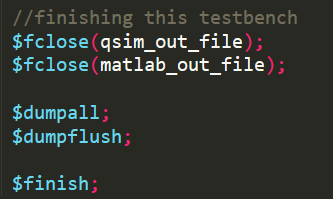 //finishing this testbench
$fclose(qsim_out_file);
$fclose(matlab_out_file);
$dumpall;
$dumpflush;
$finish;